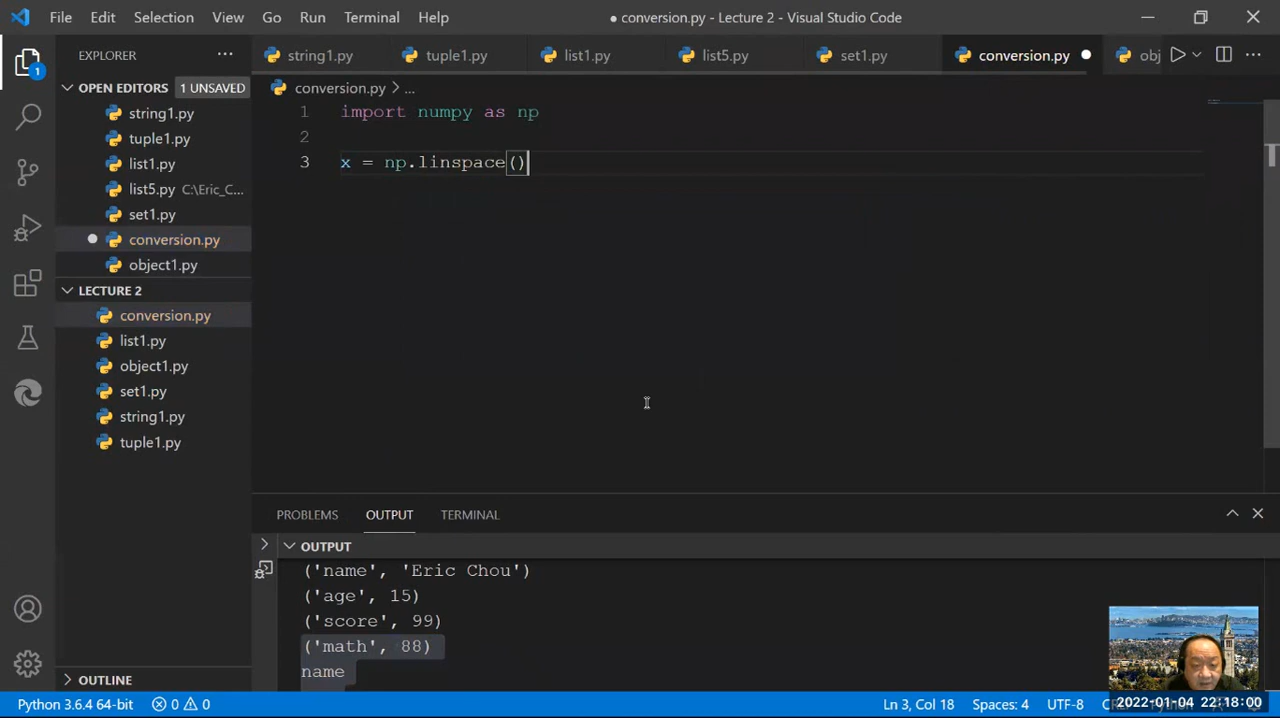 File Edit Selection View Go Run Terminal Help
● conversion.py - Lecture 2 - Visual Studio Code
EXPLORER
string1.py tuple1.py list1.py list5.py set1.py conversion.py obj
OPEN EDITORS 1 UNSAVED
1
string1.py
tuple1.py
list1.py
list5.py C:\Eric_C...
set1.py
conversion.py
object1.py
LECTURE 2
conversion.py
list1.py
object1.py
set1.py
string1.py
tuple1.py
OUTLINE
conversion.py > ...
1 import numpy as np
2
3 x = np.linspace()
PROBLEMS OUTPUT TERMINAL
OUTPUT
('name', 'Eric Chou')
('age', 15)
('score', 99)
('math', 88)
name
Python 3.6.4 64-bit 0 0 Ln 3, Col 18 Spaces: 4 UTF-8
2022-01-04 22:18:00